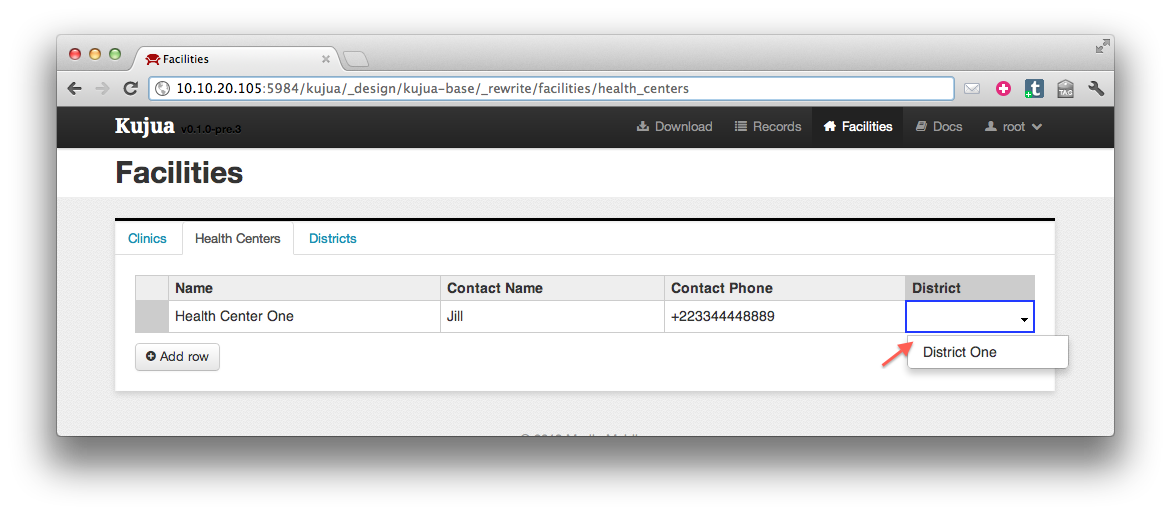 Facilities
10.10.20.105:5984/kujua/_design/kujua-base/_rewrite/facilities/health_centers
TAG
Kujua v0.1.0-pre.3 Download Records Facilities Docs root
Facilities
Clinics Health Centers Districts
Name Contact Name Contact Phone District
Health Center One Jill +223344448889
Add row
District One